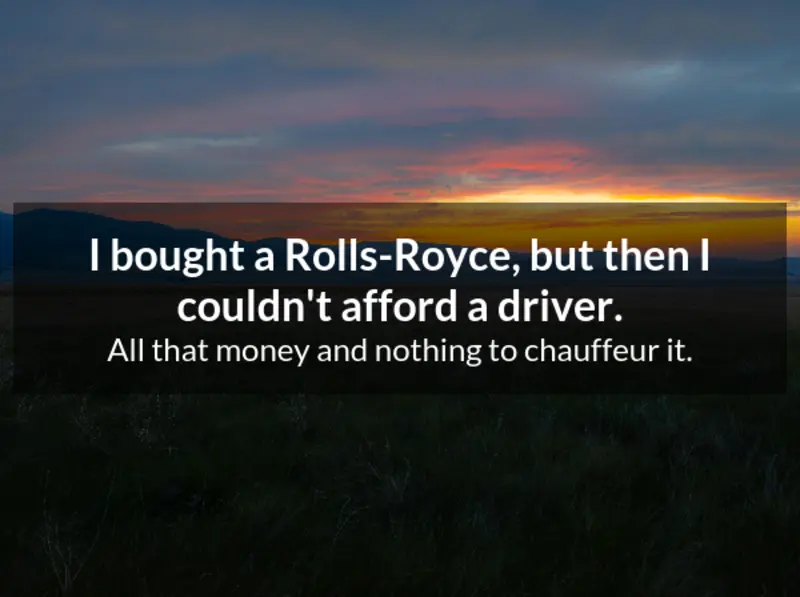 I bought a Rolls-Royce, but then I
couldn't afford a driver.
All that money and nothing to chauffeur it.